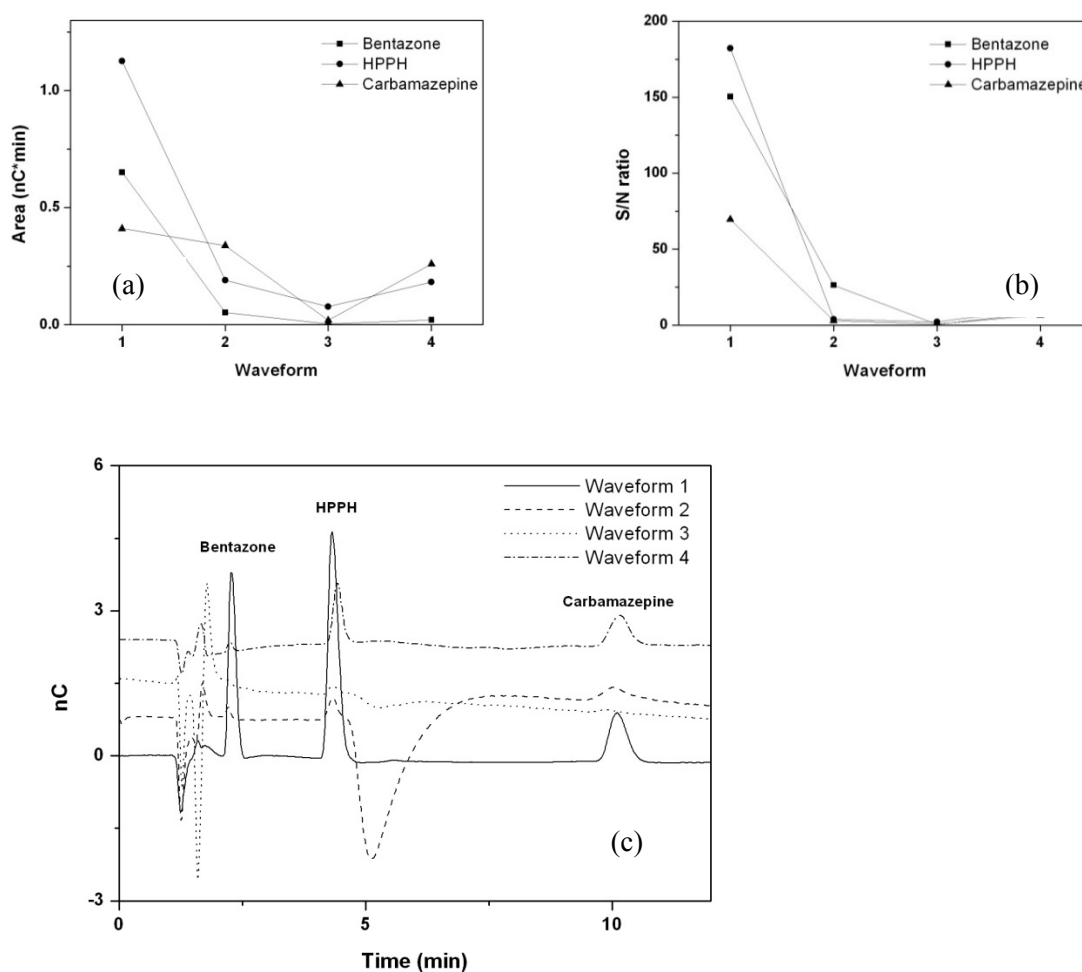 Bentazone
HPPH
Carbamazepine
1.0
0.5
0.0
Area (nC*min)
(a)
1
2
3
4
Waveform
200
150
100
50
0
S/N ratio
Bentazone
HPPH
Carbamazepine
(b)
1
2
3
4
Waveform
6
3
0
-3
nC
Waveform 1
Waveform 2
Waveform 3
Waveform 4
HPPH
Bentazone
Carbamazepine
(c)
0
5
10
Time (min)